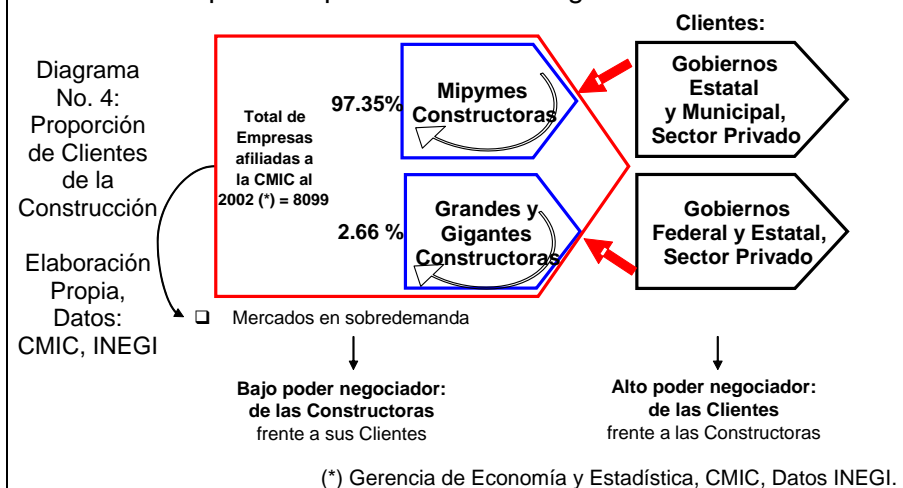 Clientes:
Diagrama
No. 4:
Proporción
de Clientes
de la
Construcción
Elaboración
Propia,
Datos:
CMIC, INEGI
Total de
Empresas
afiliadas a
la CMIC al
2002 (*) = 8099
97.35%
Mipymes
Constructoras
2.66 %
Grandes y
Gigantes
Constructoras
Gobiernos
Estatal
y Municipal,
Sector Privado
Gobiernos
Federal y Estatal,
Sector Privado
Mercados en sobredemanda
Bajo poder negociador:
de las Constructoras
frente a sus Clientes
Alto poder negociador:
de las Clientes
frente a las Constructoras
(*) Gerencia de Economía y Estadística, CMIC, Datos INEGI.